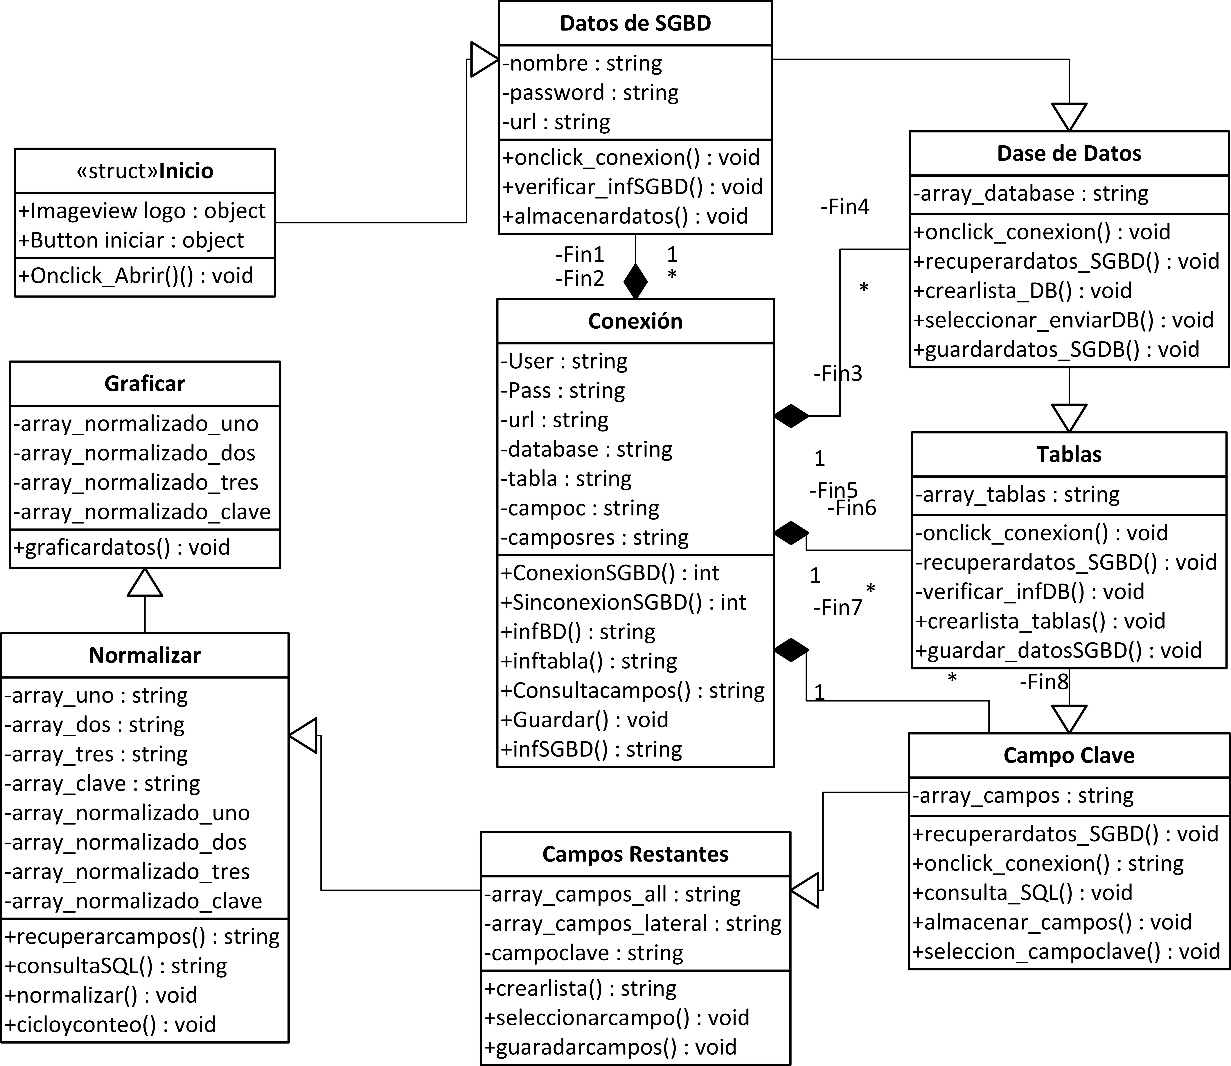 Datos de SGBD
-nombre : string
-password : string
-url : string
+onclick_conexion() : void
+verificar_infSGBD() : void
+almacenardatos() : void
«struct»Inicio
+Imageview logo : object
+Button iniciar : object
+Onclick_Abrir()() : void
Dase de Datos
-array_database : string
+onclick_conexion() : void
+recuperardatos_SGBD() : void
+crearlista_DB() : void
+seleccionar_enviarDB() : void
+guardardatos_SGDB() : void
-Fin1
1
-Fin2
*
-Fin4
*
-Fin3
1
-Fin5
-Fin6
1
*
-Fin7
1
*
-Fin8
Conexión
-User : string
-Pass : string
-url : string
-database : string
-tabla : string
-campoc : string
-camposres : string
+ConexionSGBD() : int
+SinconexionSGBD() : int
+infBD() : string
+inftabla() : string
+Consultacampos() : string
+Guardar() : void
+infSGBD() : string
Tablas
-array_tablas : string
-onclick_conexion() : void
-recuperardatos_SGBD() : void
-verificar_infDB() : void
+crearlista_tablas() : void
+guardar_datosSGBD() : void
Graficar
-array_normalizado_uno
-array_normalizado_dos
-array_normalizado_tres
-array_normalizado_clave
+graficardatos() : void
Normalizar
-array_uno : string
-array_dos : string
-array_tres : string
-array_clave : string
-array_normalizado_uno
-array_normalizado_dos
-array_normalizado_tres
-array_normalizado_clave
+recuperarcampos() : string
+consultaSQL() : string
+normalizar() : void
+cicloyconteo() : void
Campos Restantes
-array_campos_all : string
-array_campos_lateral : string
-campoclave : string
+crearlista() : string
+seleccionarcampo() : void
+guaradarcampos() : void
Campo Clave
-array_campos : string
+recuperardatos_SGBD() : void
+onclick_conexion() : string
+consulta_SQL() : void
+almacenar_campos() : void
+seleccion_campoclave() : void